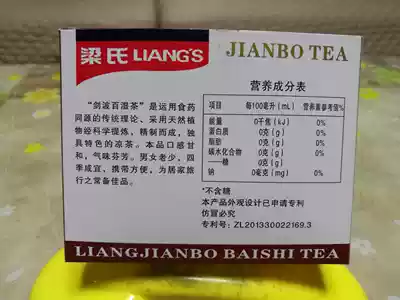 梁氏 LIANG'S
JIANBO TEA
“剑波百湿茶”是运用食药
同源的传统理论，采用天然植
物经科学提炼，精制而成，独
具特色的凉茶。本品口感甘
和，气味芬芳。男女老少，四
季咸宜，携带方便，为居家旅
行之常备佳品。
营养成分表
项目 每100毫升(mL) 营养素参考值%
能量 0千焦(kJ) 0%
蛋白质 0克(g) 0%
脂肪 0克(g) 0%
碳水化合物 0克(g) 0%
—糖 0克(g)
钠 0毫克(mg) 0%
*不含糖
本产品外观设计已申请专利
仿冒必究
专利号：ZL201330022169.3
LIANGJIANBO BAISHI TEA